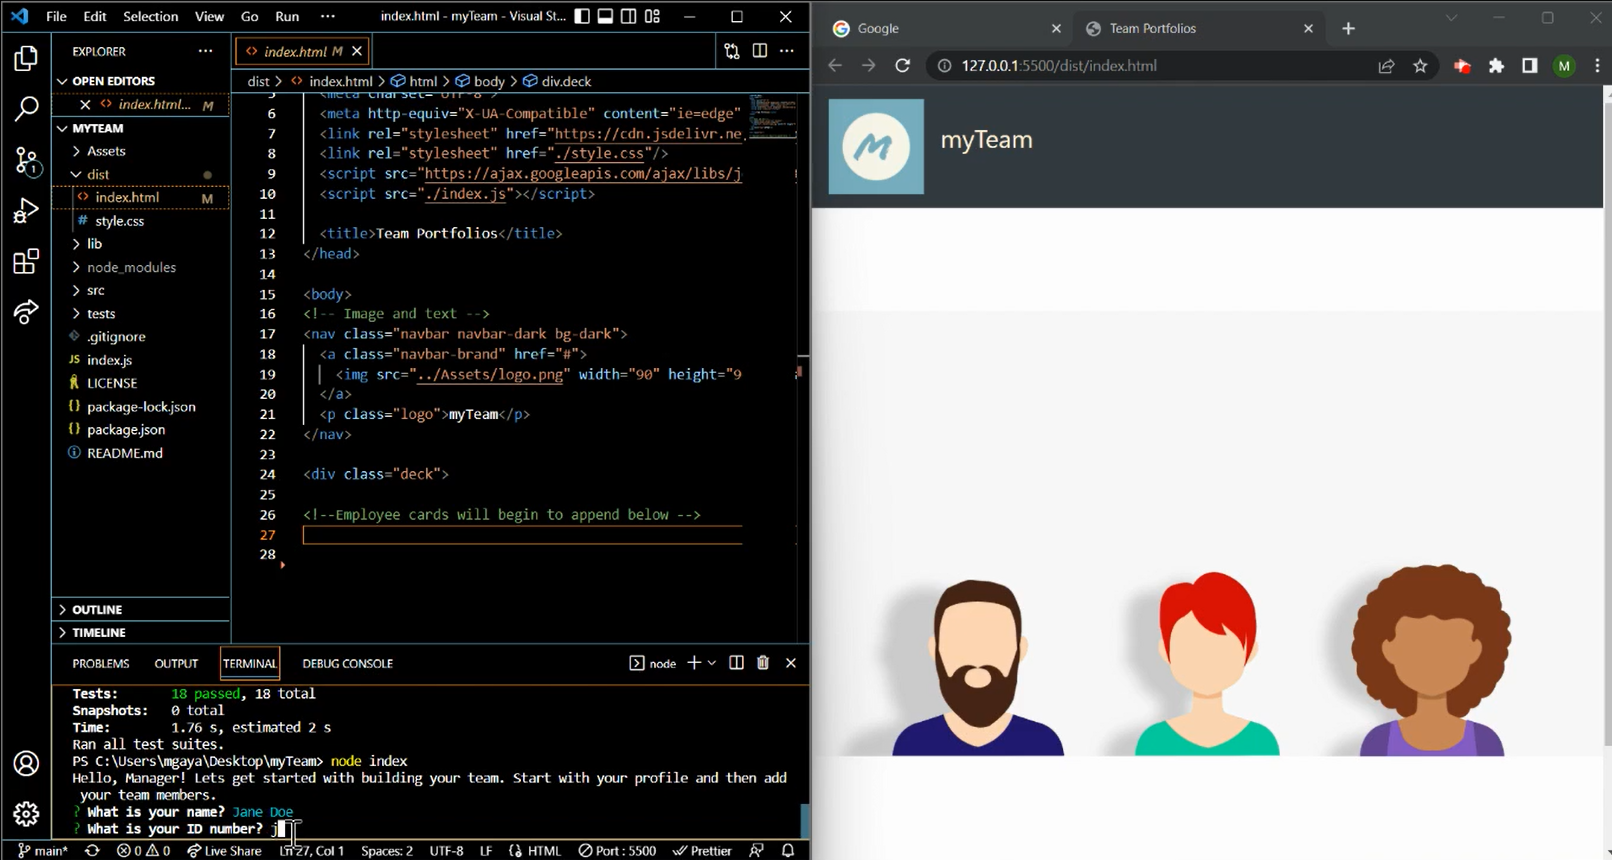 File Edit Selection View Go Run ··· index.html - myTeam - Visual St...
EXPLORER ···
OPEN EDITORS
index.html... M
MYTEAM
Assets
dist
index.html M
style.css
lib
node_modules
src
tests
.gitignore
JS index.js
LICENSE
{} package-lock.json
{} package.json
README.md
OUTLINE
TIMELINE
1
<> index.html M
dist > <> index.html > html > body > div.deck
5 <meta charset="UTF-8">
6 <meta http-equiv="X-UA-Compatible" content="ie=edge"
7 <link rel="stylesheet" href="https://cdn.jsdelivr.ne
8 <link rel="stylesheet" href="./style.css"/>
9 <script src="https://ajax.googleapis.com/ajax/libs/j
10 <script src="./index.js"></script>
11
12 <title>Team Portfolios</title>
13 </head>
14
15 <body>
16 <!-- Image and text -->
17 <nav class="navbar navbar-dark bg-dark">
18 <a class="navbar-brand" href="#">
19 <img src="../Assets/logo.png" width="90" height="9
20 </a>
21 <p class="logo">myTeam</p>
22 </nav>
23
24 <div class="deck">
25
26 <!--Employee cards will begin to append below -->
27
28
PROBLEMS OUTPUT TERMINAL DEBUG CONSOLE node
Tests: 18 passed, 18 total
Snapshots: 0 total
Time: 1.76 s, estimated 2 s
Ran all test suites.
PS C:\Users\mgaya\Desktop\myTeam> node index
Hello, Manager! Lets get started with building your team. Start with your profile and then add
your team members.
? What is your name? Jane Doe
? What is your ID number? j
main* 0 0 Live Share Ln 27, Col 1 Spaces: 2 UTF-8 LF {} HTML Port : 5500 Prettier
Google Team Portfolios
127.0.0.1:5500/dist/index.html M
M myTeam